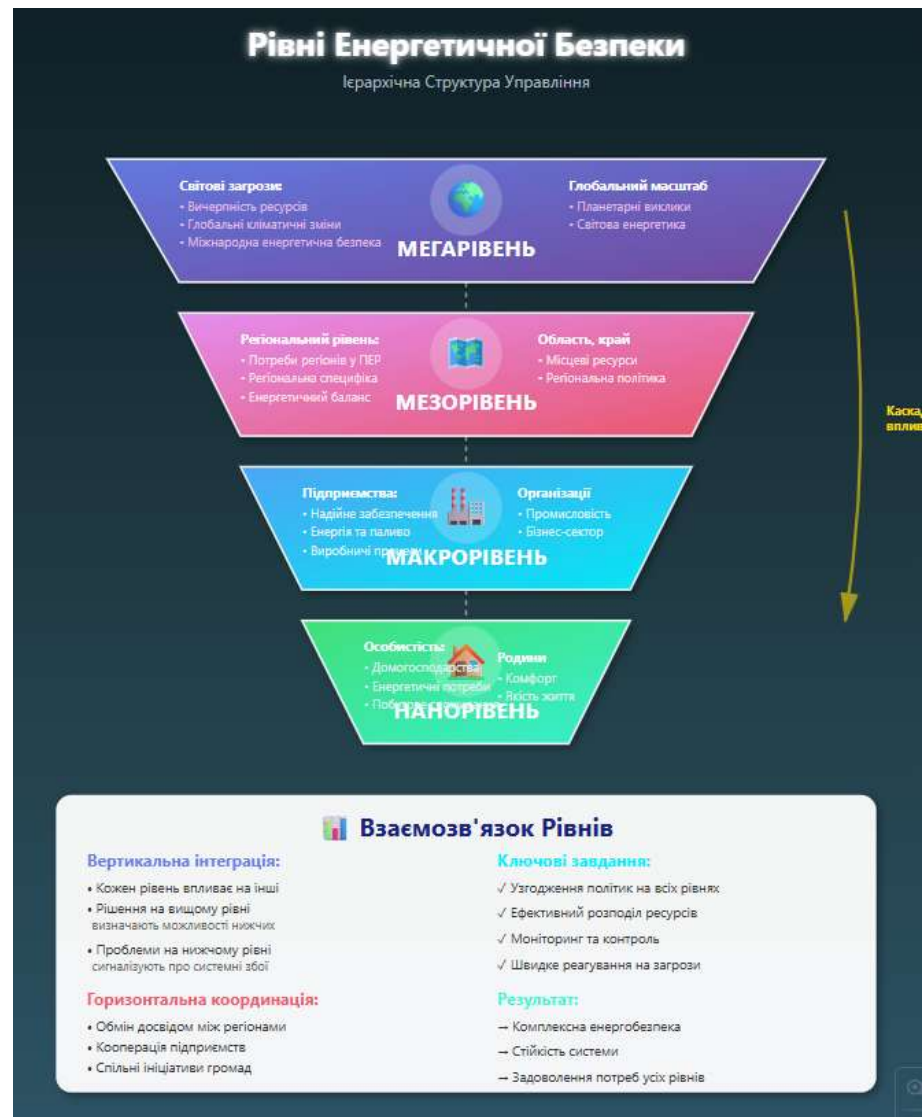 Рівні Енергетичної Безпеки
Ієрархічна Структура Управління
Світові загрози:
• Вичерпність ресурсів
• Глобальні кліматичні зміни
• Міжнародна енергетична безпека
Глобальний масштаб
• Планетарні виклики
• Світова енергетика
МЕГАРІВЕНЬ
Регіональний рівень:
• Потреби регіонів у ПЕР
• Регіональна специфіка
• Енергетичний баланс
Область, край
• Місцеві ресурси
• Регіональна політика
МЕЗОРІВЕНЬ
Каскад
вплив
Підприємства:
• Надійне забезпечення
• Енергія та паливо
• Виробничі
Організації
• Промисловість
• Бізнес-сектор
МАКРОРІВЕНЬ
Особистість:
• Домогосподарства
• Енергетичні потреби
Родини
• Комфорт
• Якість життя
НАНОРІВЕНЬ
Взаємозв'язок Рівнів
Вертикальна інтеграція:
• Кожен рівень впливає на інші
• Рішення на вищому рівні
визначають можливості нижчих
• Проблеми на нижчому рівні
сигналізують про системні збої
Горизонтальна координація:
• Обмін досвідом між регіонами
• Кооперація підприємств
• Спільні ініціативи громад
Ключові завдання:
✓ Узгодження політик на всіх рівнях
✓ Ефективний розподіл ресурсів
✓ Моніторинг та контроль
✓ Швидке реагування на загрози
Результат:
→ Комплексна енергобезпека
→ Стійкість системи
→ Задоволення потреб усіх рівнів